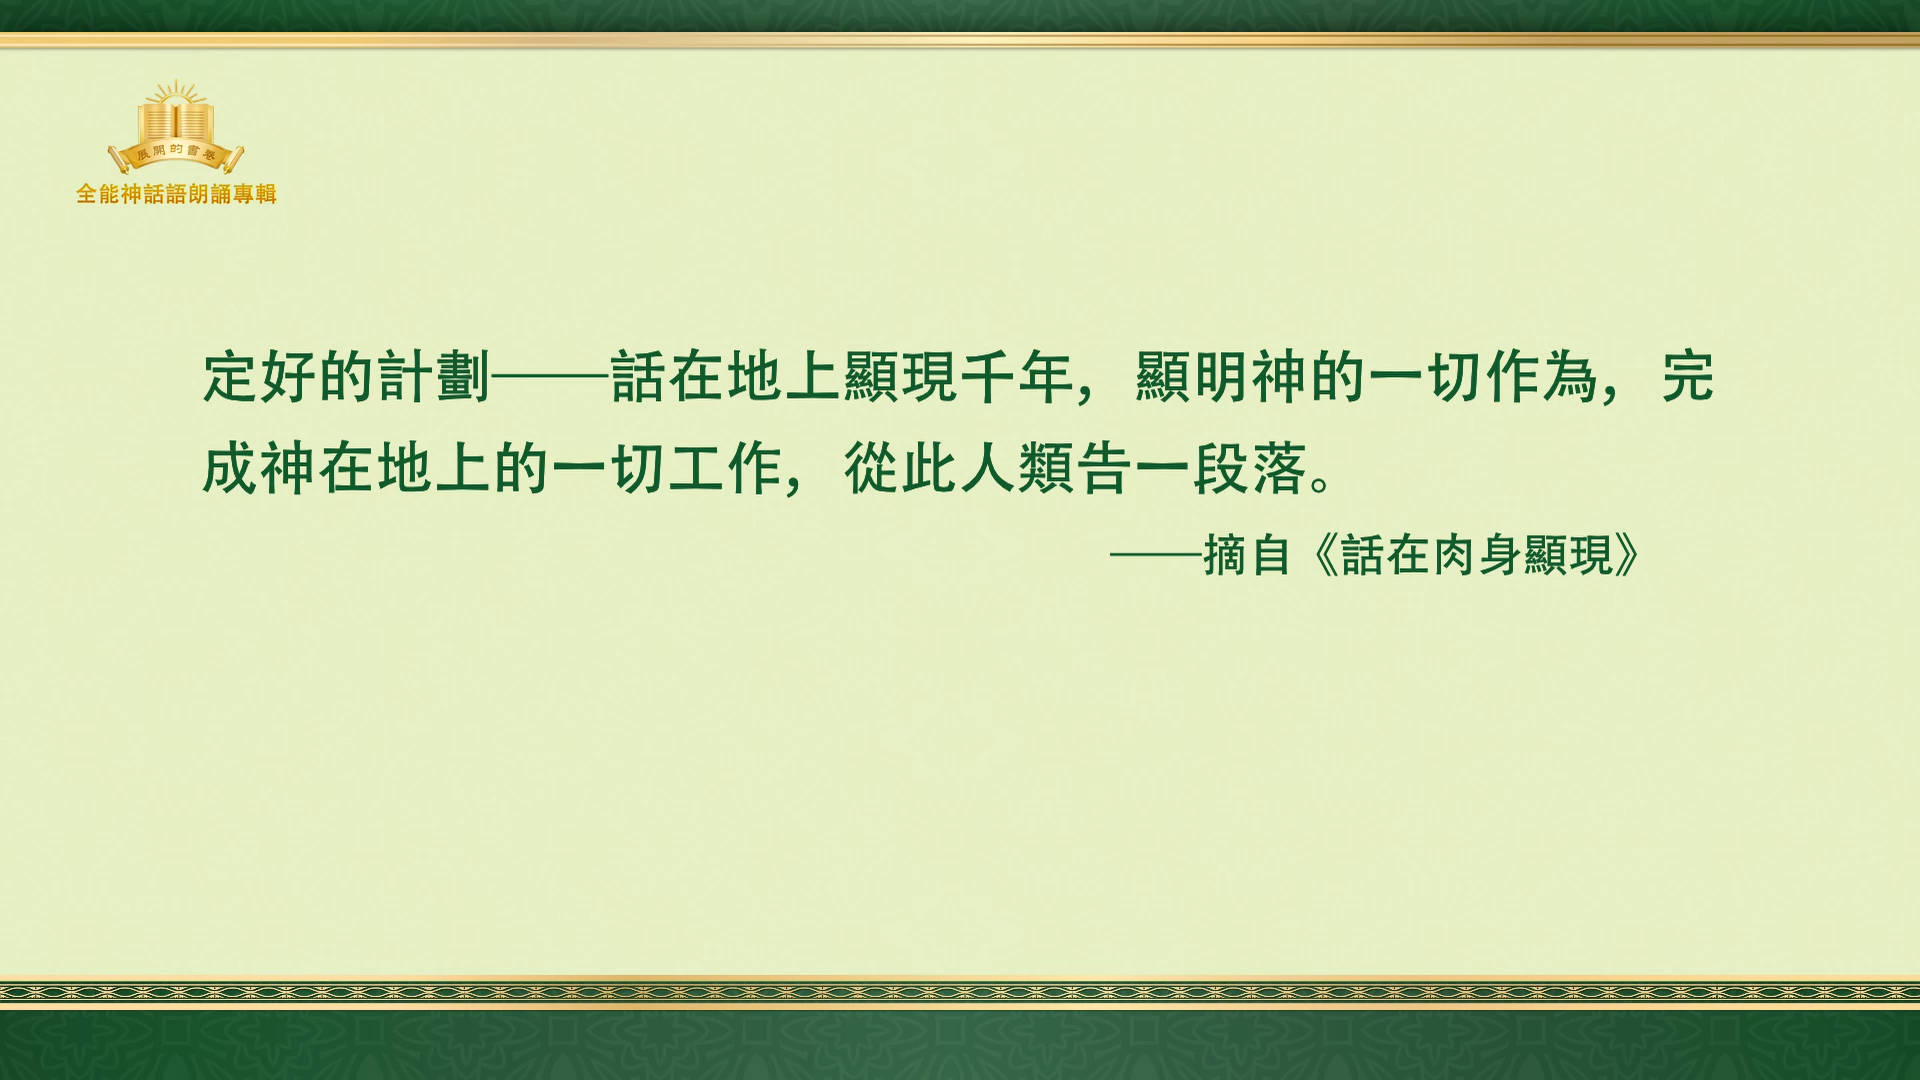 展開的書卷
全能神話語朗誦專輯
定好的計劃——話在地上顯現千年，顯明神的一切作為，完
成神在地上的一切工作，從此人類告一段落。
——摘自《話在肉身顯現》